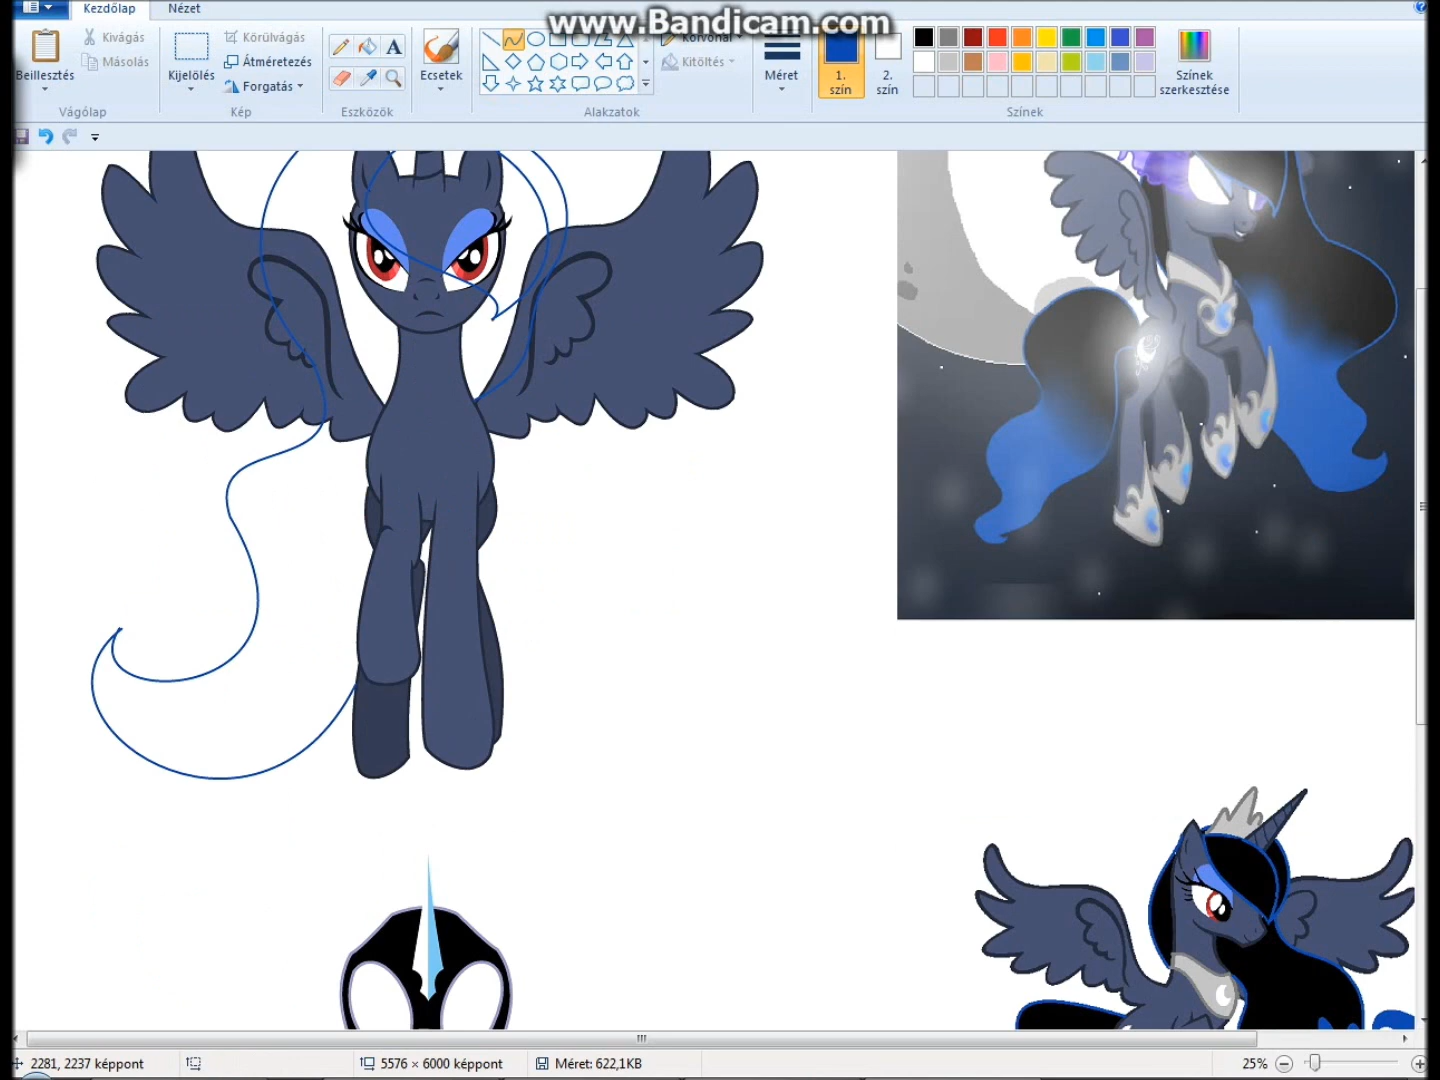 www.Bandicam.com
Kezdőlap
Nézet
Beillesztés
Kivágás
Másolás
Vágólap
Kijelölés
Körülvágás
Átméretezés
Forgatás
Kép
A
Eszközök
Ecsetek
Körvonal
Kitöltés
Alakzatok
Méret
1.
szín
2.
szín
Színek
szerkesztése
Színek
2281, 2237 képpont
5576 × 6000 képpont
Méret: 622,1KB
25%